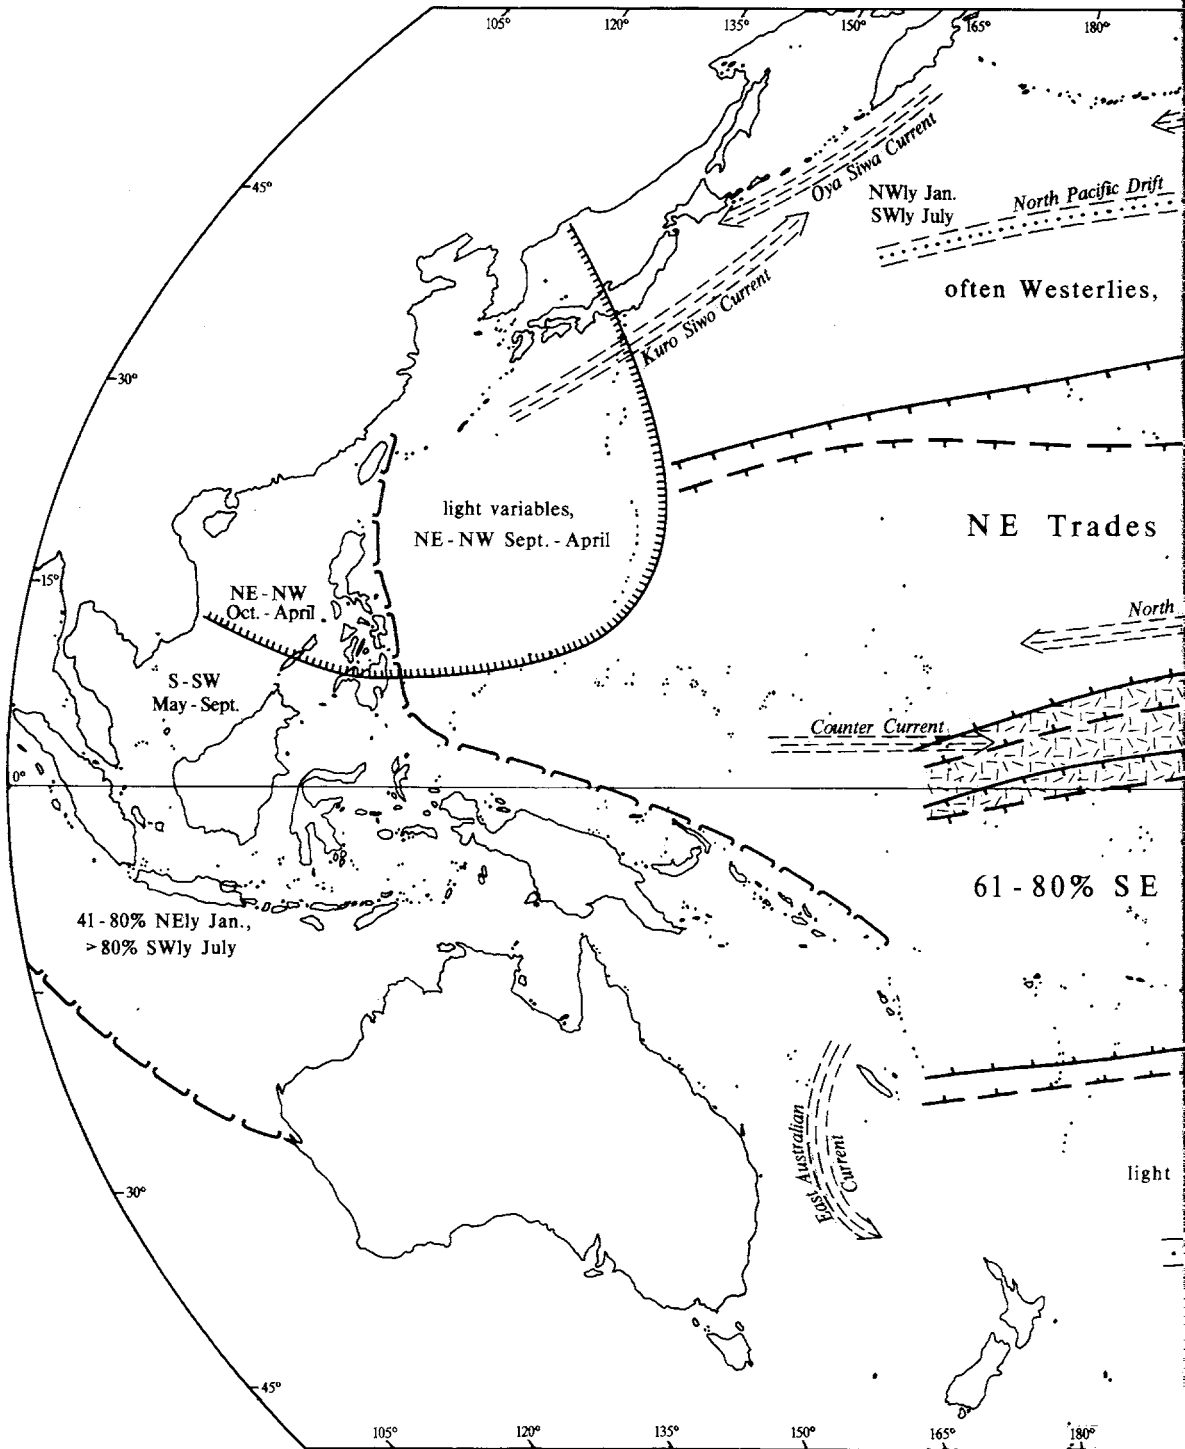 105° 120° 135° 150° 165° 180°
45°
Oya Siwa Current
NWly Jan.
SWly July
North Pacific Drift
often Westerlies,
Kuro Siwo Current
30°
light variables,
NE-NW Sept.-April
NE Trades
15°
NE-NW
Oct.-April
North
S-SW
May-Sept.
Counter Current
0°
61-80% SE
41-80% NEly Jan.,
>80% SWly July
East Australian
Current
light
30°
45°
105° 120° 135° 150° 165° 180°